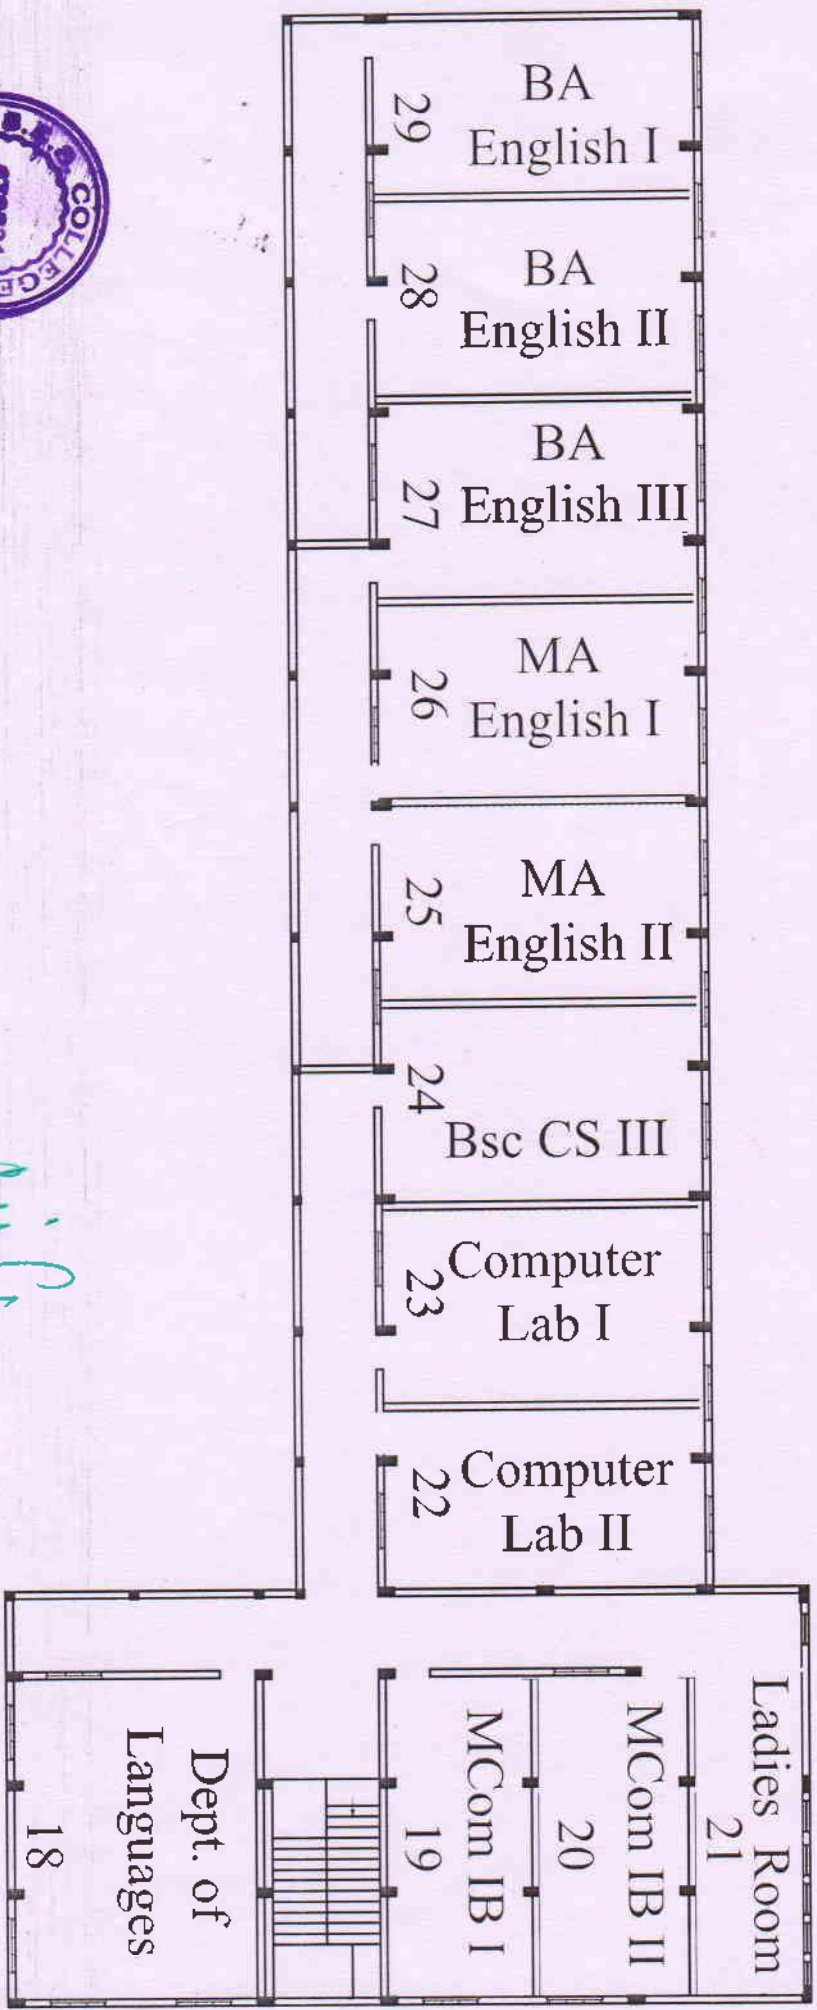 BA
English I
29
BA
English II
28
BA
English III
27
MA
English I
26
MA
English II
25
24
Bsc CS III
Computer
Lab I
23
Computer
Lab II
22
Ladies Room
21
MCom IB II
20
MCom IB I
19
Dept. of
Languages
18
COLLEGE